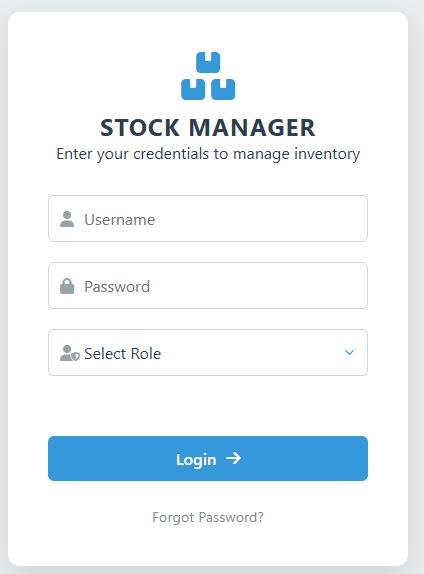 STOCK MANAGER
Enter your credentials to manage inventory
Username
Password
Select Role
Login
Forgot Password?